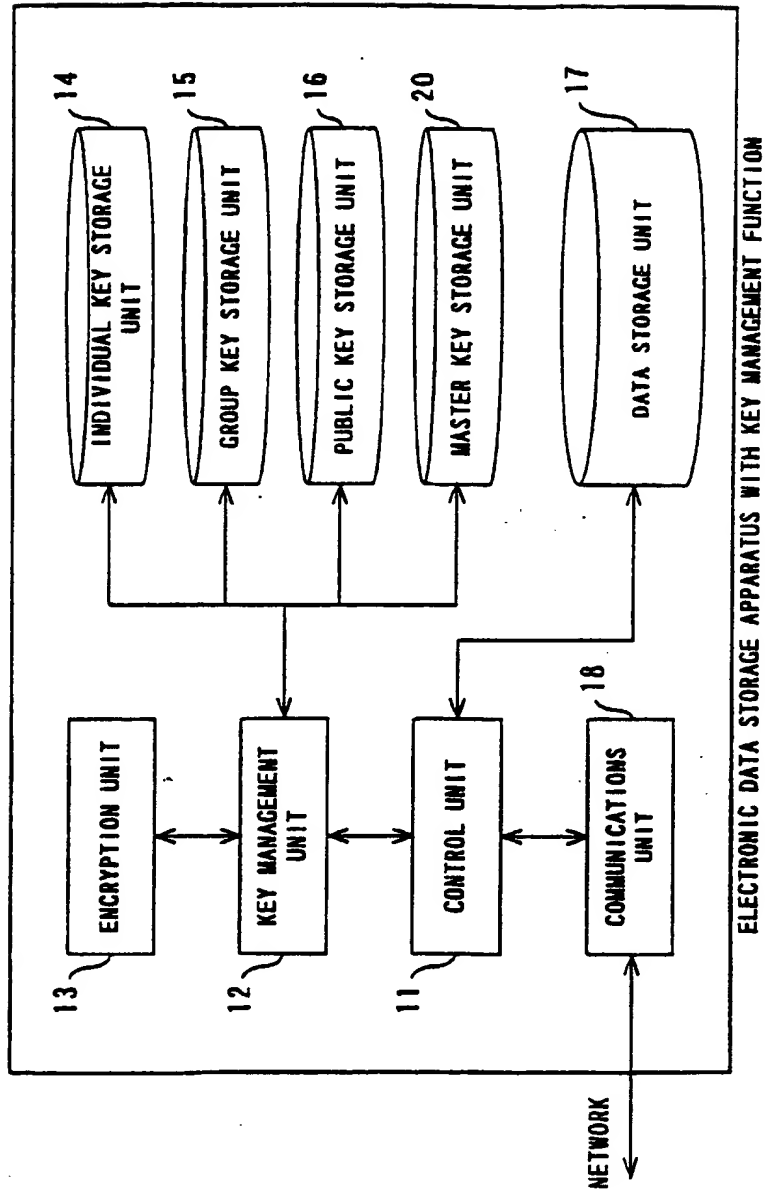 13
ENCRYPTION UNIT
12
KEY MANAGEMENT
UNIT
11
CONTROL UNIT
18
COMMUNICATIONS
UNIT
NETWORK
14
INDIVIDUAL KEY STORAGE
UNIT
15
GROUP KEY STORAGE UNIT
16
PUBLIC KEY STORAGE UNIT
20
MASTER KEY STORAGE UNIT
17
DATA STORAGE UNIT
ELECTRONIC DATA STORAGE APPARATUS WITH KEY MANAGEMENT FUNCTION